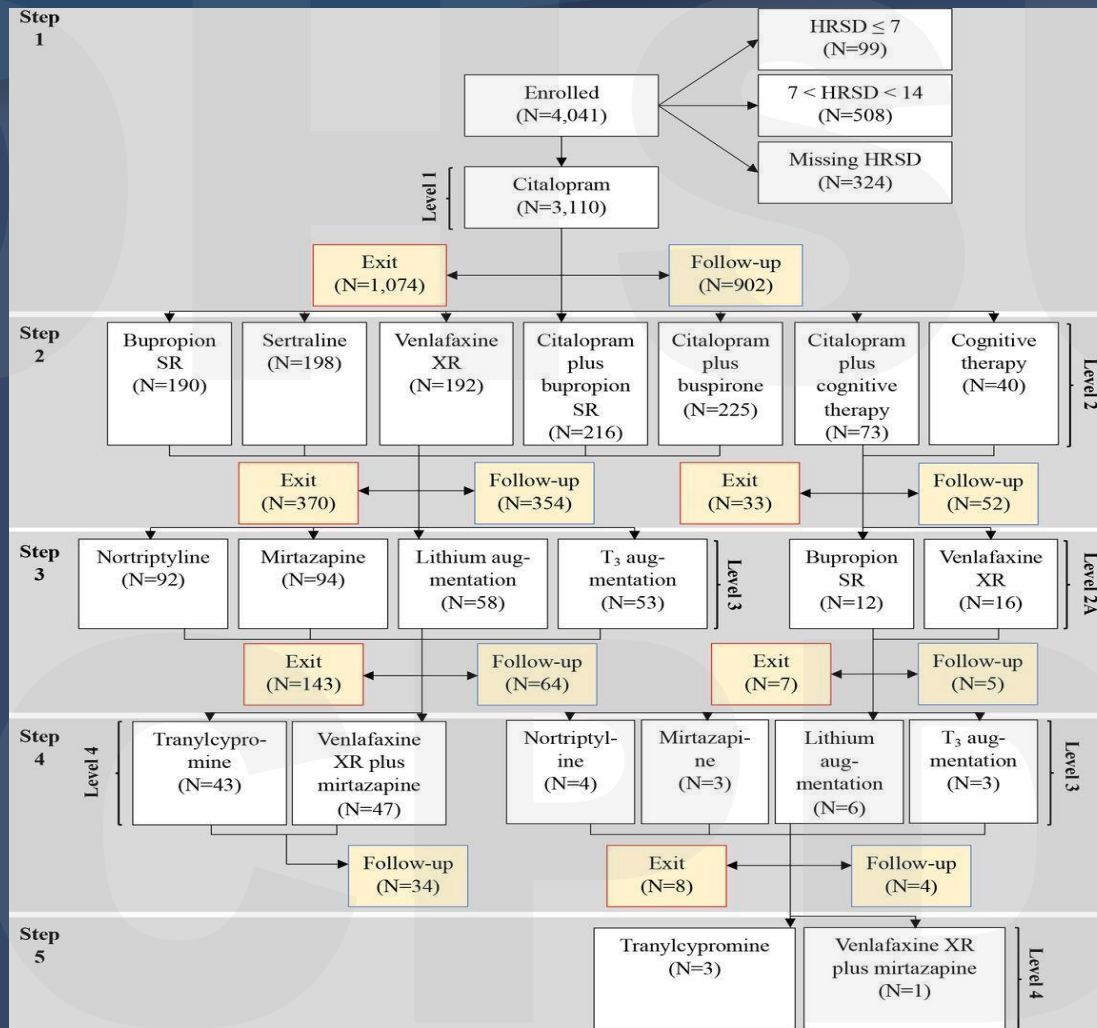 Step
1
HRSD ≤ 7
(N=99)
Enrolled
(N=4,041)
7 < HRSD < 14
(N=508)
Missing HRSD
(N=324)
Level 1
Citalopram
(N=3,110)
Exit
(N=1,074)
Follow-up
(N=902)
Step
2
Bupropion
SR
(N=190)
Sertraline
(N=198)
Venlafaxine
XR
(N=192)
Citalopram
plus
bupropion
SR
(N=216)
Citalopram
plus
buspirone
(N=225)
Citalopram
plus
cognitive
therapy
(N=73)
Cognitive
therapy
(N=40)
Level 2
Exit
(N=370)
Follow-up
(N=354)
Exit
(N=33)
Follow-up
(N=52)
Step
3
Nortriptyline
(N=92)
Mirtazapine
(N=94)
Lithium aug-
mentation
(N=58)
T₃ aug-
mentation
(N=53)
Level 3
Bupropion
SR
(N=12)
Venlafaxine
XR
(N=16)
Level 2A
Exit
(N=143)
Follow-up
(N=64)
Exit
(N=7)
Follow-up
(N=5)
Step
4
Level 4
Tranylcypro-
mine
(N=43)
Venlafaxine
XR plus
mirtazapine
(N=47)
Nortriptyl-
ine
(N=4)
Mirtazapi-
ne
(N=3)
Lithium
aug-
mentation
(N=6)
T₃ aug-
mentation
(N=3)
Level 3
Follow-up
(N=34)
Exit
(N=8)
Follow-up
(N=4)
Step
5
Tranylcypromine
(N=3)
Venlafaxine XR
plus mirtazapine
(N=1)
Level 4